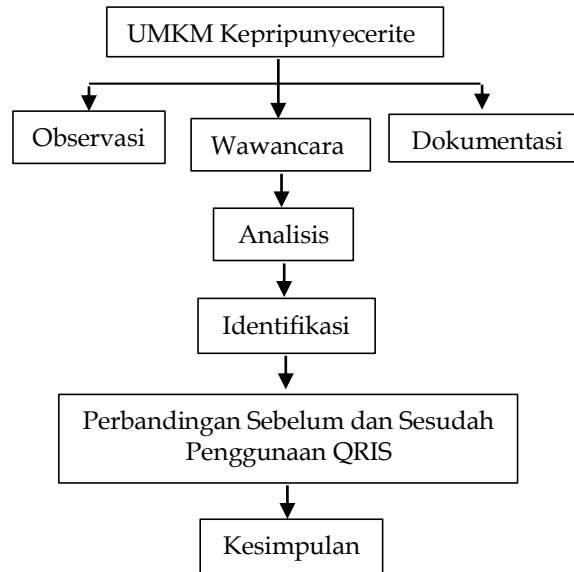 UMKM Kepripunyecerite
Observasi
Wawancara
Dokumentasi
Analisis
Identifikasi
Perbandingan Sebelum dan Sesudah
Penggunaan QRIS
Kesimpulan